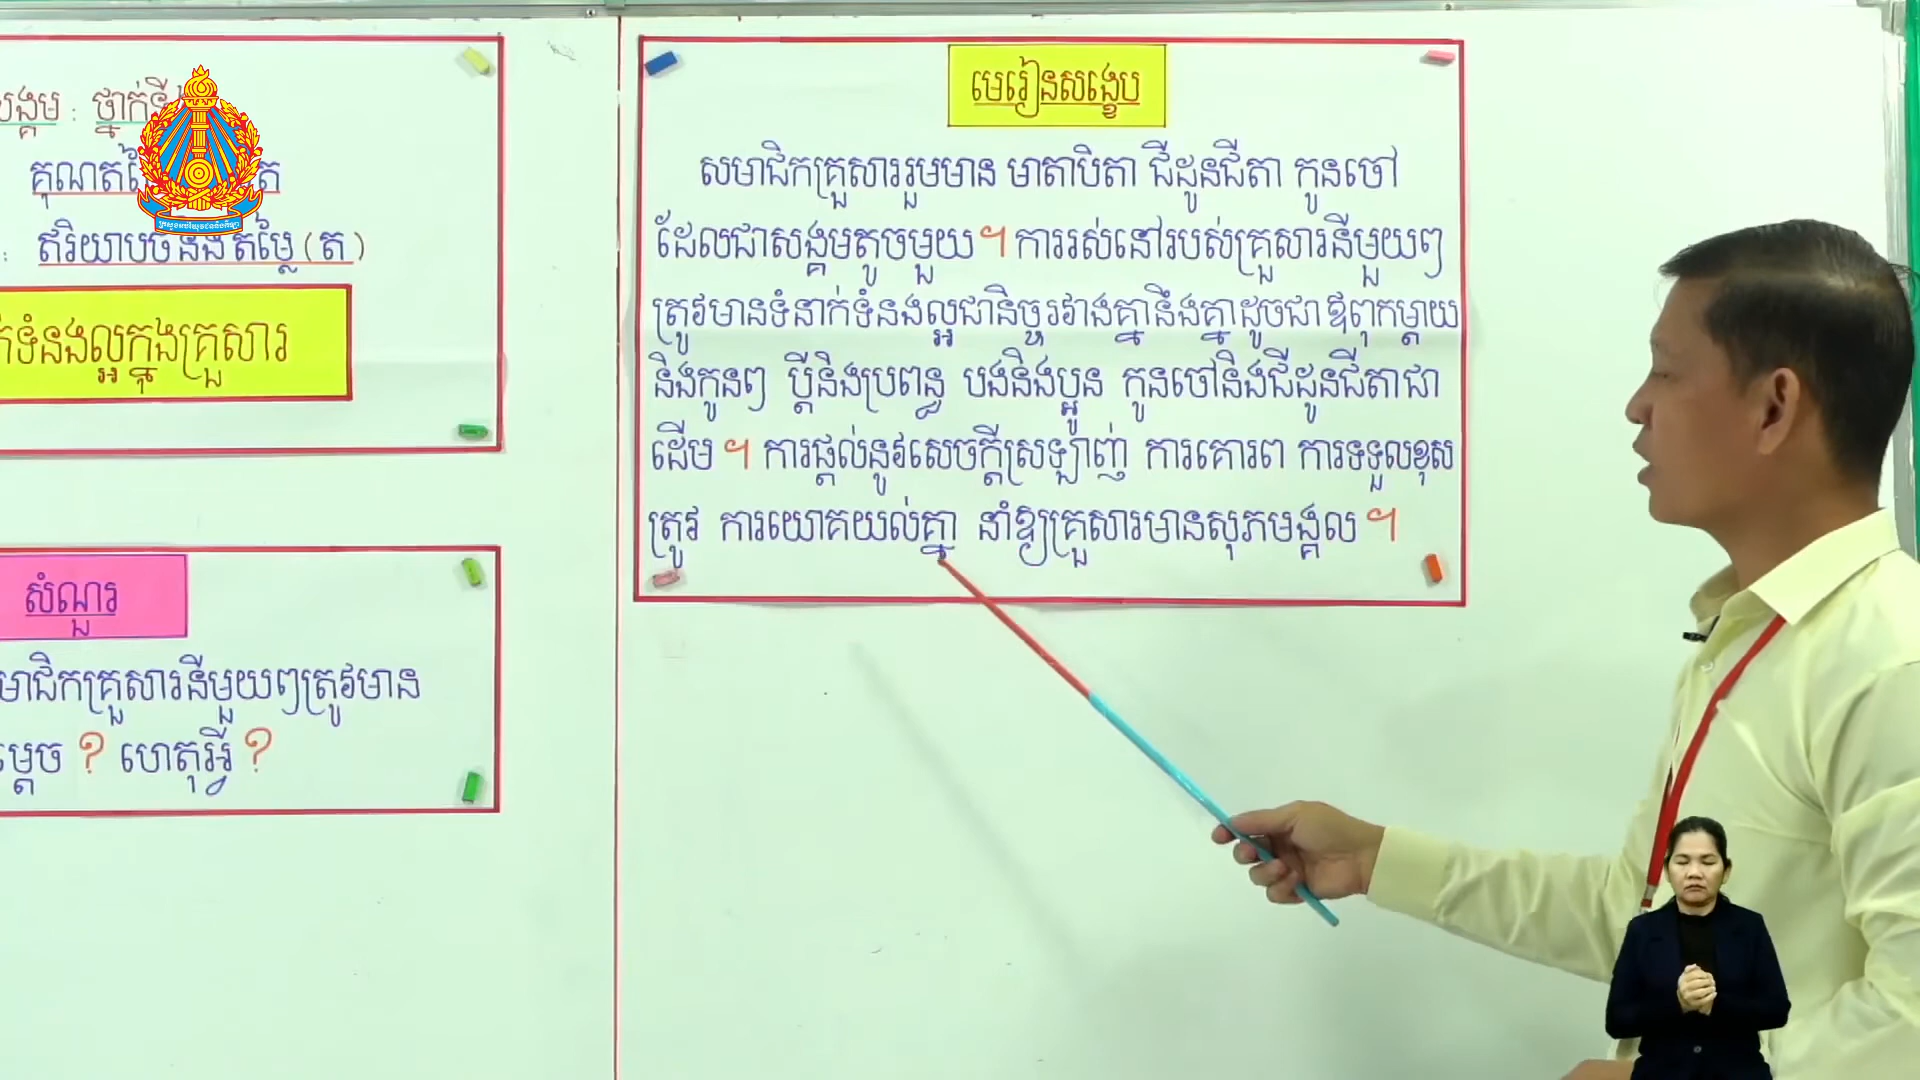 សង្គម : ថ្នាក់ទី
គុណតម្លៃ
: ឥរិយាបថនិងតម្លៃ (ត)
ទំនាក់ទំនងល្អក្នុងគ្រួសារ
សំណួរ
សមាជិកគ្រួសារនីមួយៗត្រូវមាន
ម្ដេច ? ហេតុអ្វី ?
មេរៀនសង្ខេប
សមាជិកគ្រួសាររួមមាន មាតាបិតា ជីដូនជីតា កូនចៅ
ដែលជាសង្គមតូចមួយ ។ ការរស់នៅរបស់គ្រួសារនីមួយៗ
ត្រូវមានទំនាក់ទំនងល្អជានិច្ចរវាងគ្នានឹងគ្នាដូចជា ឪពុកម្ដាយ
និងកូនៗ ប្ដីនិងប្រពន្ធ បងនិងប្អូន កូនចៅនិងជីដូនជីតាជា
ដើម ។ ការផ្ដល់នូវសេចក្ដីស្រឡាញ់ ការគោរព ការទទួលខុស
ត្រូវ ការយោគយល់គ្នា នាំឱ្យគ្រួសារមានសុភមង្គល ។